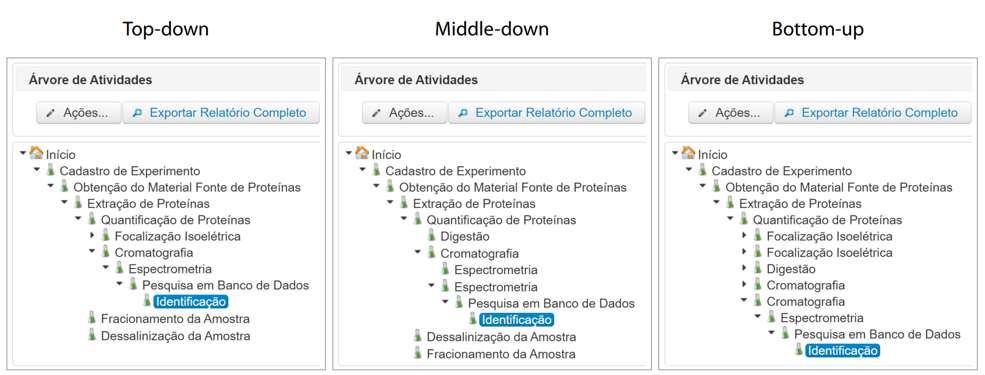 Top-down
Árvore de Atividades
Ações...
Exportar Relatório Completo
Início
Cadastro de Experimento
Obtenção do Material Fonte de Proteínas
Extração de Proteínas
Quantificação de Proteínas
Focalização Isoelétrica
Cromatografia
Espectrometria
Pesquisa em Banco de Dados
Identificação
Fracionamento da Amostra
Dessalinização da Amostra
Middle-down
Árvore de Atividades
Ações...
Exportar Relatório Completo
Início
Cadastro de Experimento
Obtenção do Material Fonte de Proteínas
Extração de Proteínas
Quantificação de Proteínas
Digestão
Cromatografia
Espectrometria
Espectrometria
Pesquisa em Banco de Dados
Identificação
Dessalinização da Amostra
Fracionamento da Amostra
Bottom-up
Árvore de Atividades
Ações...
Exportar Relatório Completo
Início
Cadastro de Experimento
Obtenção do Material Fonte de Proteínas
Extração de Proteínas
Quantificação de Proteínas
Focalização Isoelétrica
Focalização Isoelétrica
Digestão
Cromatografia
Cromatografia
Espectrometria
Pesquisa em Banco de Dados
Identificação